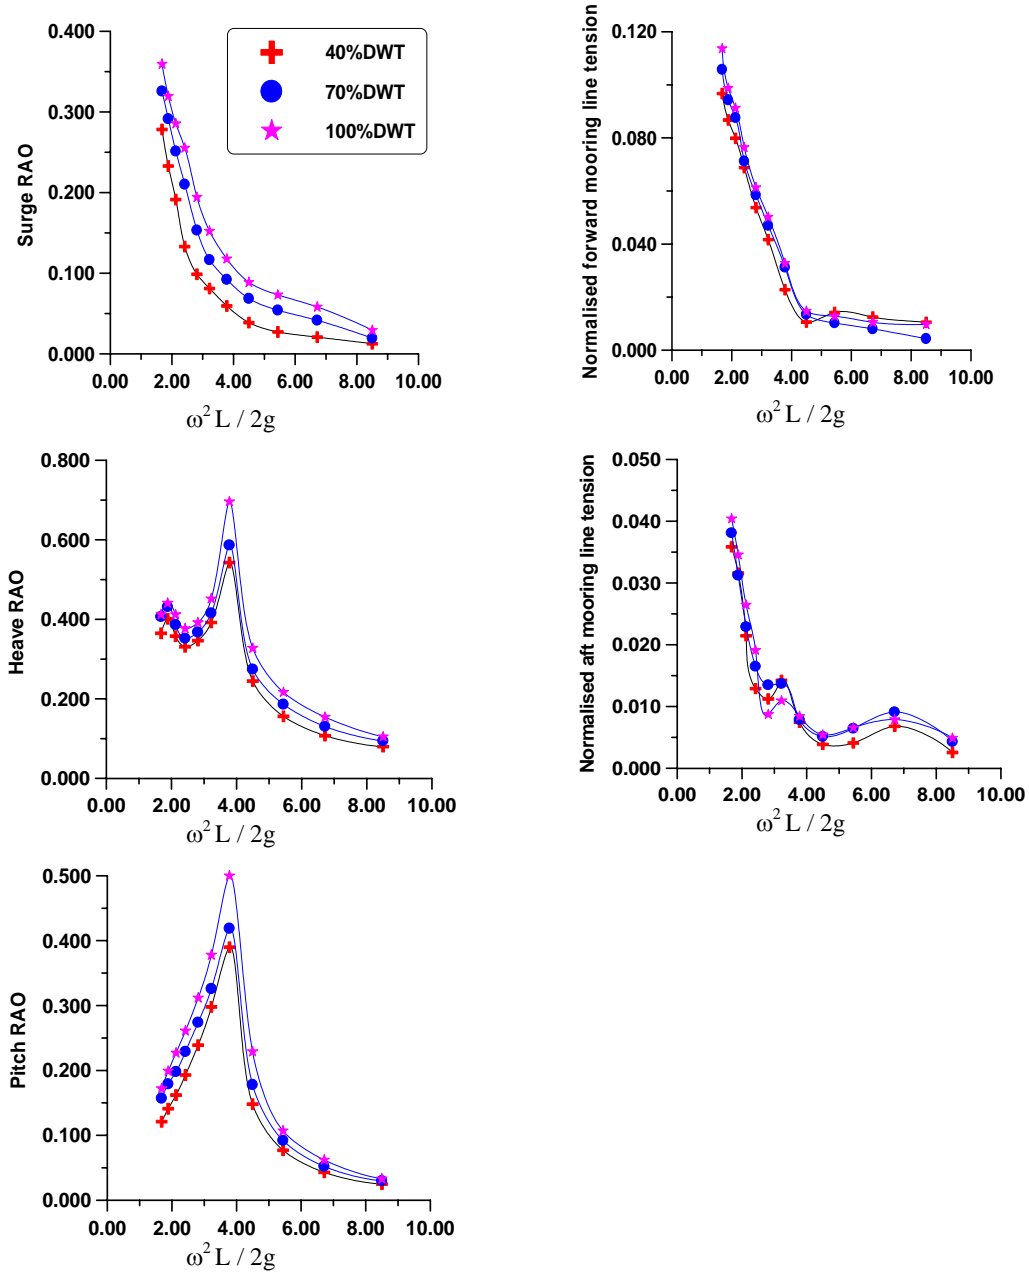 Surge RAO
0.400
0.300
0.200
0.100
0.000
0.00 2.00 4.00 6.00 8.00 10.00
ω² L / 2g
40%DWT
70%DWT
100%DWT
Normalised forward mooring line tension
0.120
0.080
0.040
0.000
0.00 2.00 4.00 6.00 8.00 10.00
ω² L / 2g
Heave RAO
0.800
0.600
0.400
0.200
0.000
0.00 2.00 4.00 6.00 8.00 10.00
ω² L / 2g
Normalised aft mooring line tension
0.050
0.040
0.030
0.020
0.010
0.000
0.00 2.00 4.00 6.00 8.00 10.00
ω² L / 2g
Pitch RAO
0.500
0.400
0.300
0.200
0.100
0.000
0.00 2.00 4.00 6.00 8.00 10.00
ω² L / 2g